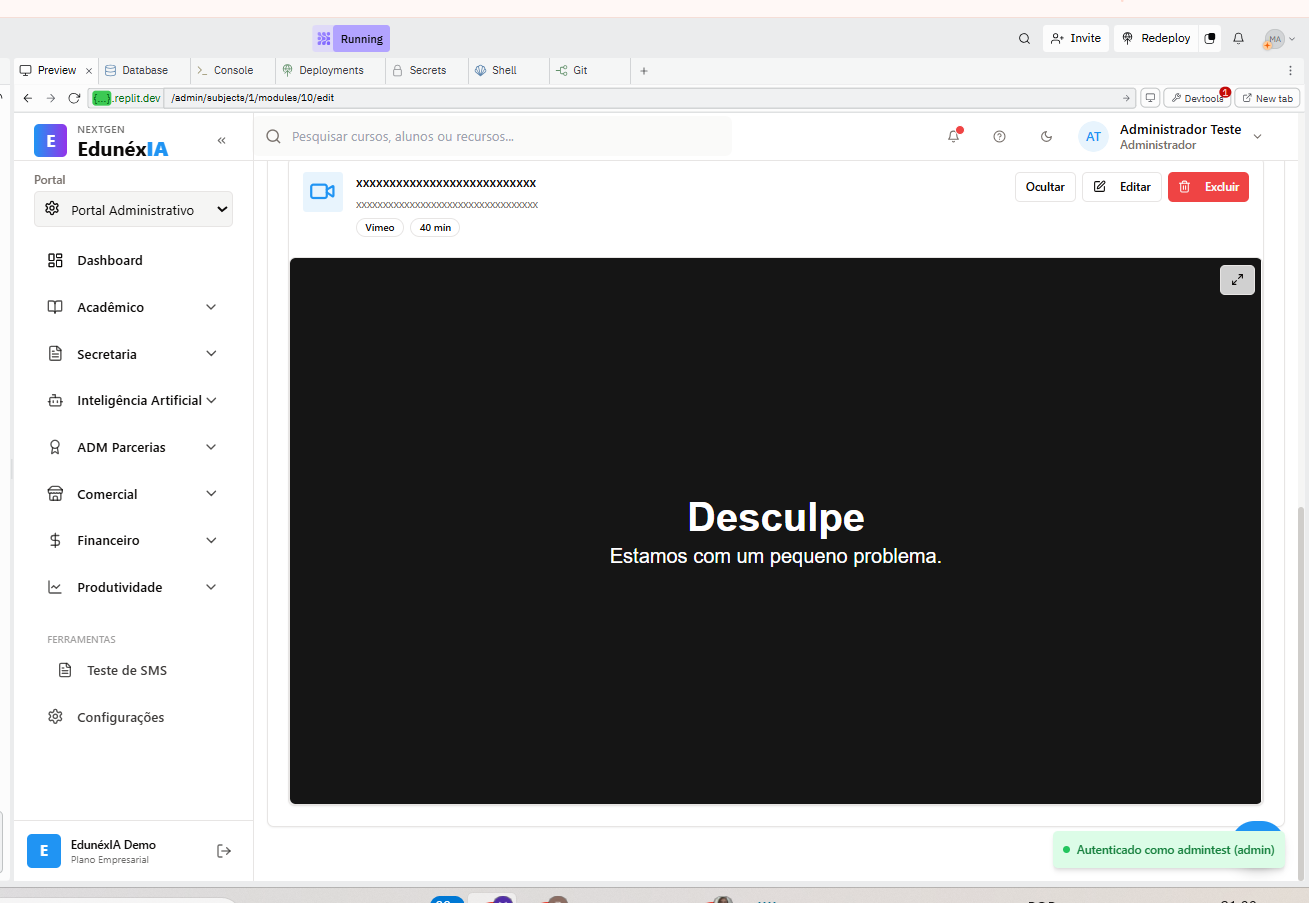 Running
Invite
Redeploy
MA
Preview
Database
Console
Deployments
Secrets
Shell
Git
{...}.replit.dev
/admin/subjects/1/modules/10/edit
Devtools
1
New tab
E
NEXTGEN
EdunéxIA
Pesquisar cursos, alunos ou recursos...
AT
Administrador Teste
Administrador
Portal
Portal Administrativo
Dashboard
Acadêmico
Secretaria
Inteligência Artificial
ADM Parcerias
Comercial
Financeiro
Produtividade
FERRAMENTAS
Teste de SMS
Configurações
E
EdunéxIA Demo
Plano Empresarial
xxxxxxxxxxxxxxxxxxxxxxxxxxx
xxxxxxxxxxxxxxxxxxxxxxxxxxxxxxxxxx
Vimeo
40 min
Ocultar
Editar
Excluir
Desculpe
Estamos com um pequeno problema.
Autenticado como admintest (admin)